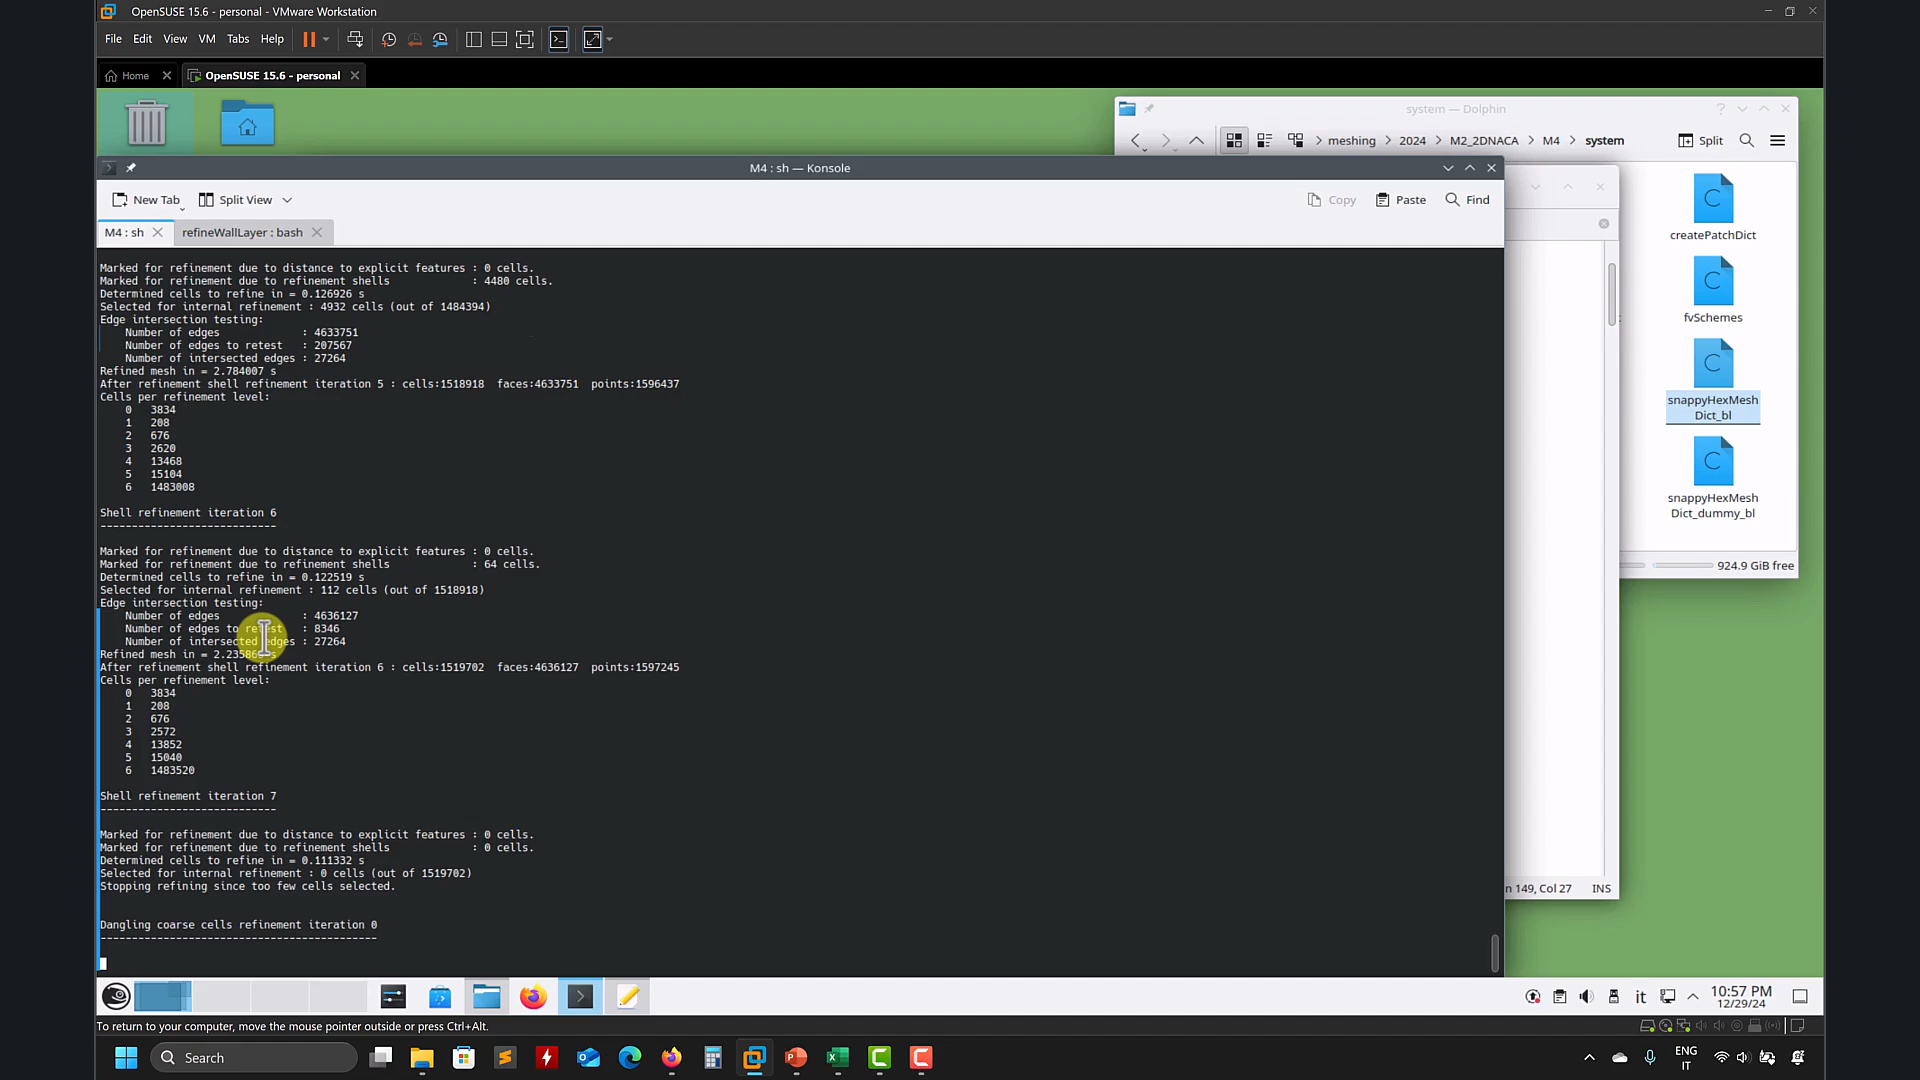 OpenSUSE 15.6 - personal - VMware Workstation
File Edit View VM Tabs Help
Home
OpenSUSE 15.6 - personal
system — Dolphin
meshing > 2024 > M2_2DNACA > M4 > system
Split
M4 : sh — Konsole
New Tab
Split View
Copy
Paste
Find
M4 : sh
refineWallLayer : bash
Marked for refinement due to distance to explicit features : 0 cells.
Marked for refinement due to refinement shells : 4480 cells.
Determined cells to refine in = 0.126926 s
Selected for internal refinement : 4932 cells (out of 1484394)
Edge intersection testing:
Number of edges : 4633751
Number of edges to retest : 207567
Number of intersected edges : 27264
Refined mesh in = 2.784007 s
After refinement shell refinement iteration 5 : cells:1518918 faces:4633751 points:1596437
Cells per refinement level:
0 3834
1 208
2 676
3 2620
4 13468
5 15104
6 1483008
Shell refinement iteration 6
----------------------------
Marked for refinement due to distance to explicit features : 0 cells.
Marked for refinement due to refinement shells : 64 cells.
Determined cells to refine in = 0.122519 s
Selected for internal refinement : 112 cells (out of 1518918)
Edge intersection testing:
Number of edges : 4636127
Number of edges to retest : 8346
Number of intersected edges : 27264
Refined mesh in = s
After refinement shell refinement iteration 6 : cells:1519702 faces:4636127 points:1597245
Cells per refinement level:
0 3834
1 208
2 676
3 2572
4 13852
5 15040
6 1483520
Shell refinement iteration 7
----------------------------
Marked for refinement due to distance to explicit features : 0 cells.
Marked for refinement due to refinement shells : 0 cells.
Determined cells to refine in = 0.111332 s
Selected for internal refinement : 0 cells (out of 1519702)
Stopping refining since too few cells selected.
Dangling coarse cells refinement iteration 0
--------------------------------------------
createPatchDict
fvSchemes
snappyHexMesh
Dict_bl
snappyHexMesh
Dict_dummy_bl
924.9 GiB free
n 149, Col 27 INS
it
10:57 PM
12/29/24
To return to your computer, move the mouse pointer outside or press Ctrl+Alt.
Search
ENG
IT